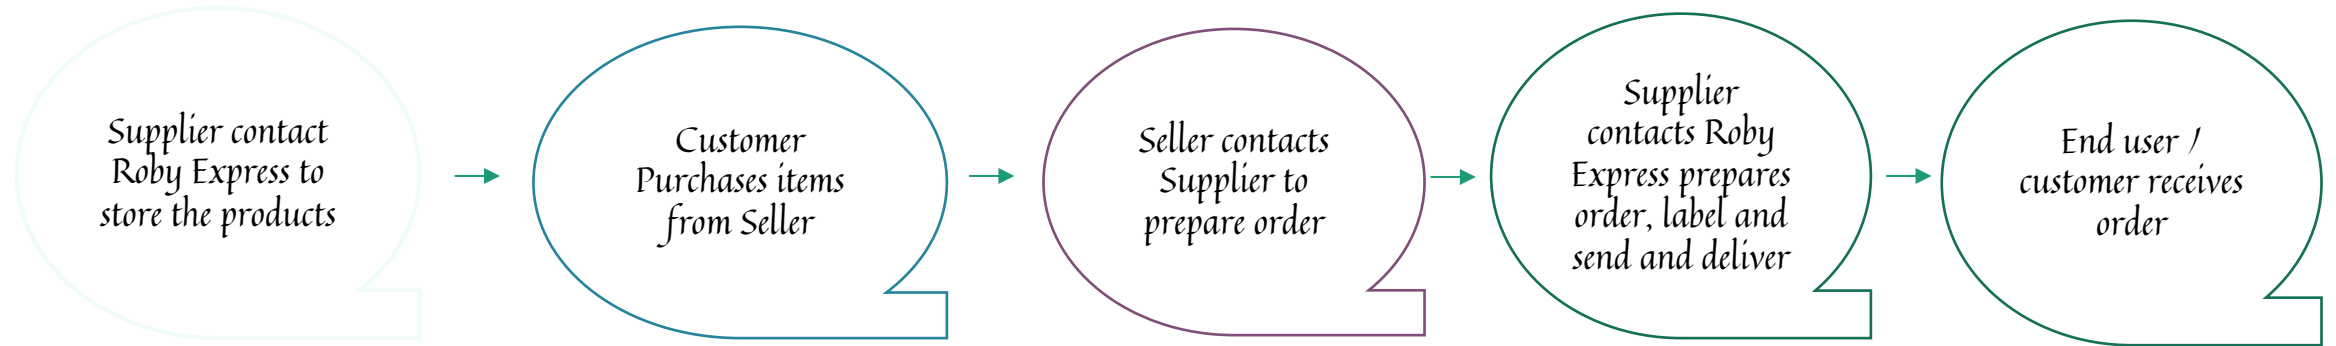 Supplier contact
Roby Express to
store the products
Customer
Purchases items
from Seller
Seller contacts
Supplier to
prepare order
Supplier
contacts Roby
Express prepares
order, label and
send and deliver
End user /
customer receives
order